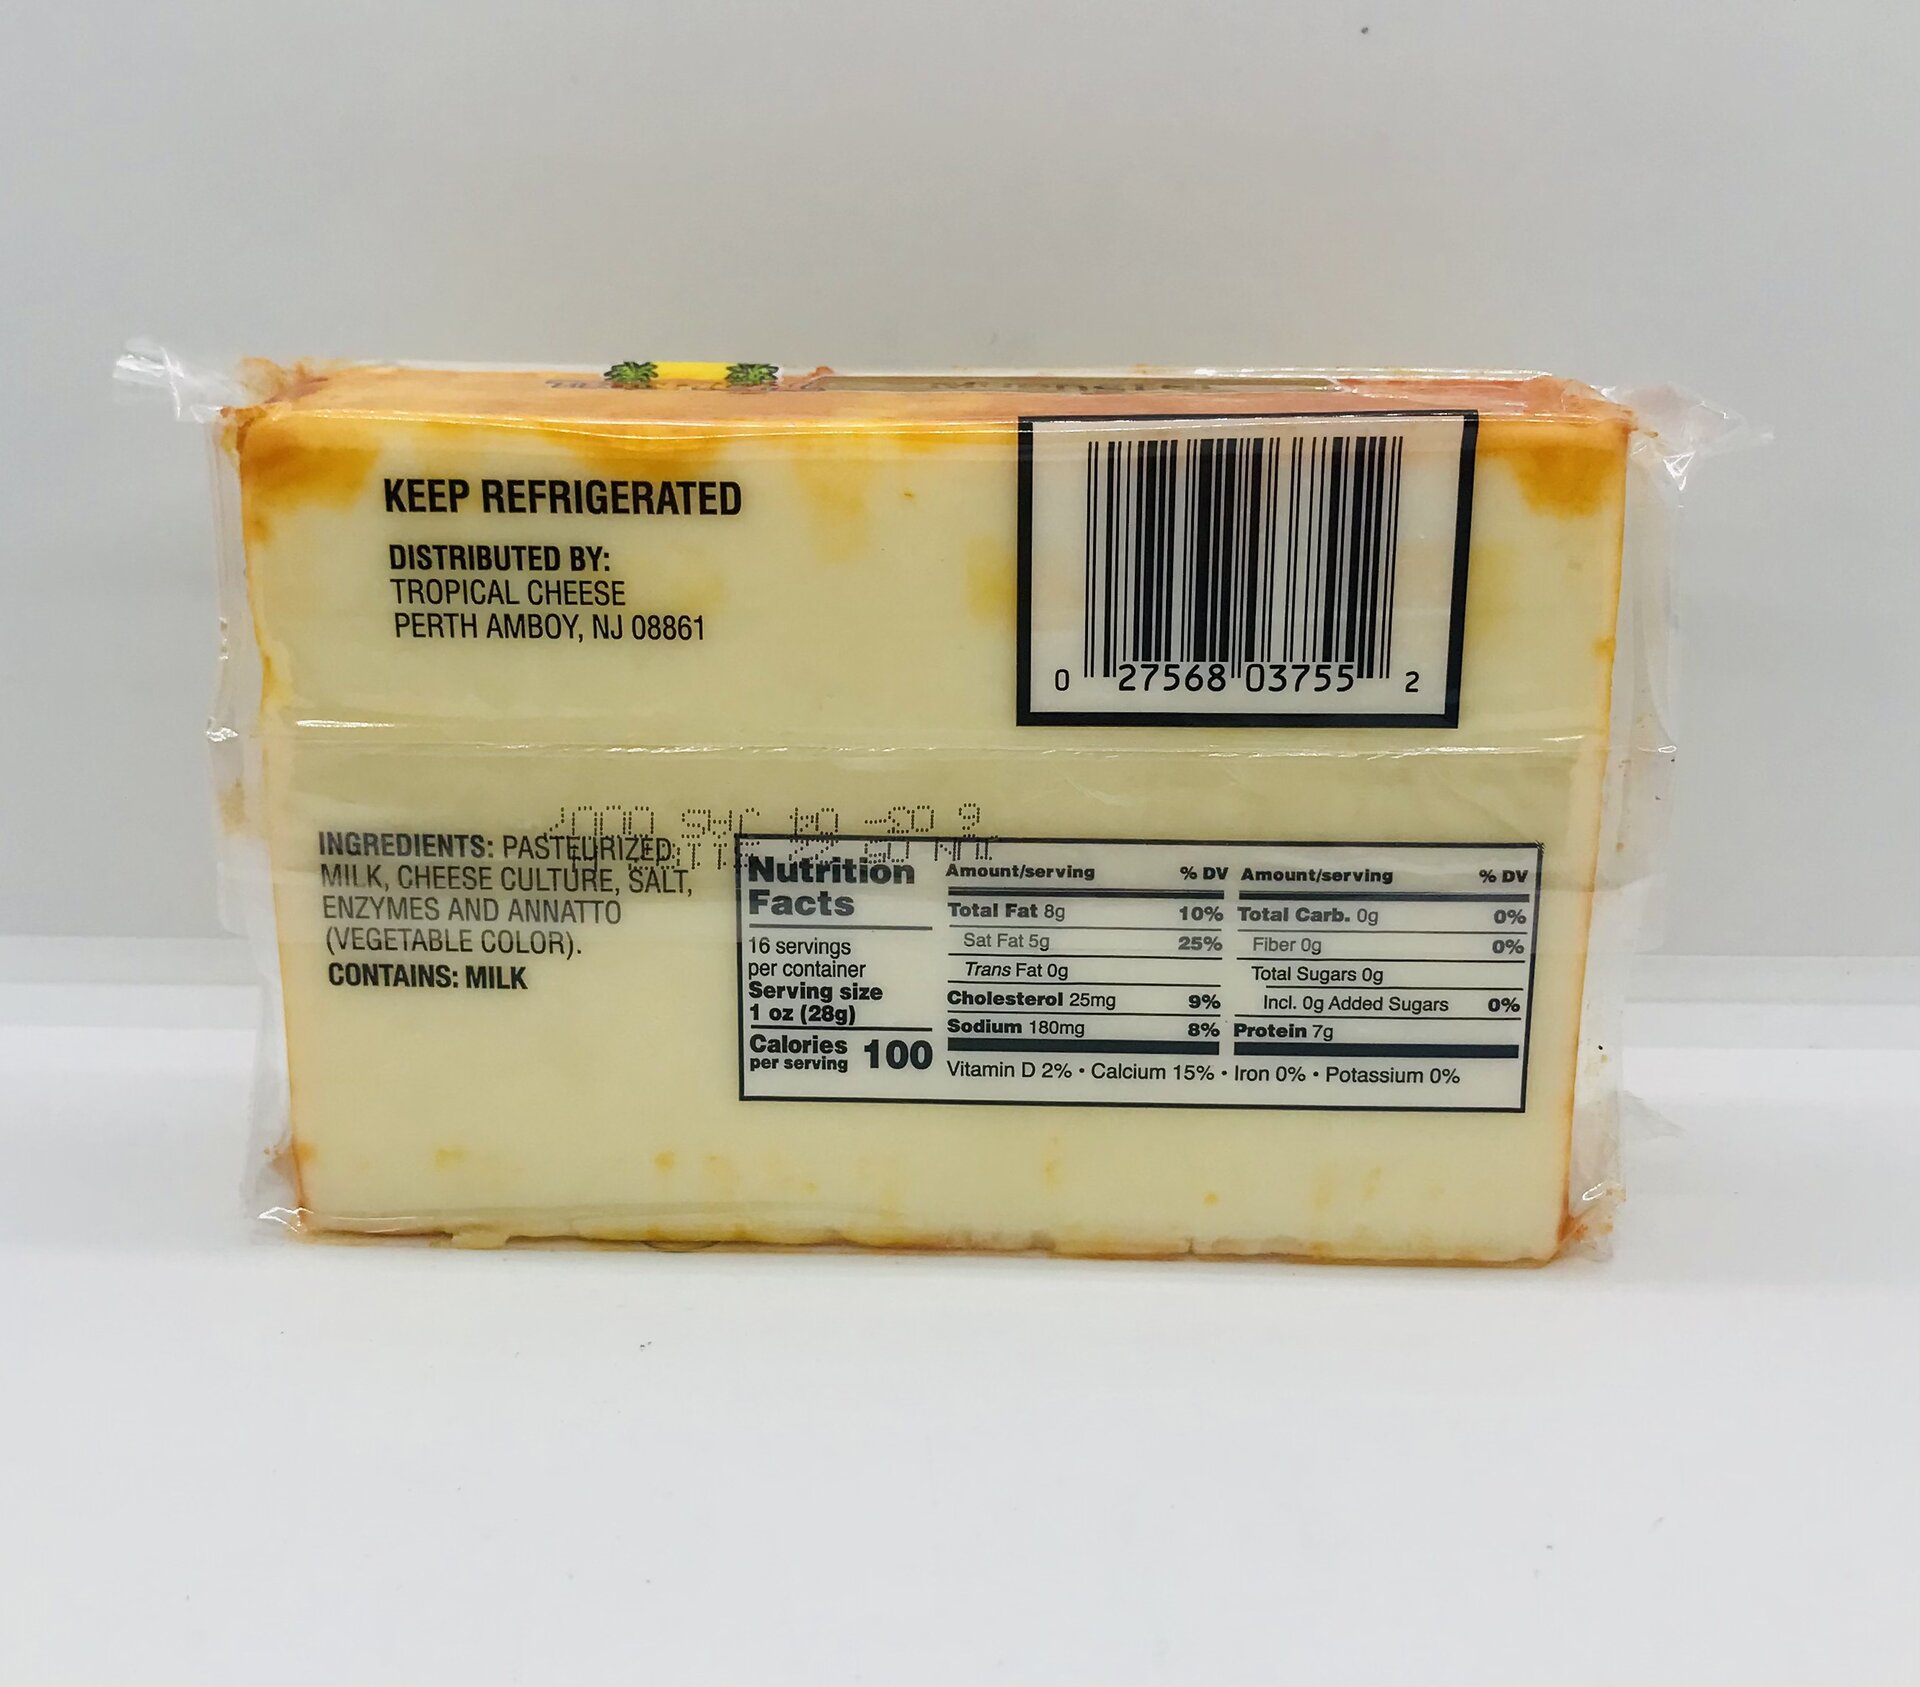 KEEP REFRIGERATED
DISTRIBUTED BY:
TROPICAL CHEESE
PERTH AMBOY, NJ 08861
0 27568 03755 2
INGREDIENTS: PASTEURIZED
MILK, CHEESE CULTURE, SALT,
ENZYMES AND ANNATTO
(VEGETABLE COLOR).
CONTAINS: MILK
Nutrition
Facts
16 servings
per container
Serving size
1 oz (28g)
Calories
per serving 100
Amount/serving % DV
Total Fat 8g 10%
Sat Fat 5g 25%
Trans Fat 0g
Cholesterol 25mg 9%
Sodium 180mg 8%
Amount/serving % DV
Total Carb. 0g 0%
Fiber 0g 0%
Total Sugars 0g
Incl. 0g Added Sugars 0%
Protein 7g
Vitamin D 2% • Calcium 15% • Iron 0% • Potassium 0%